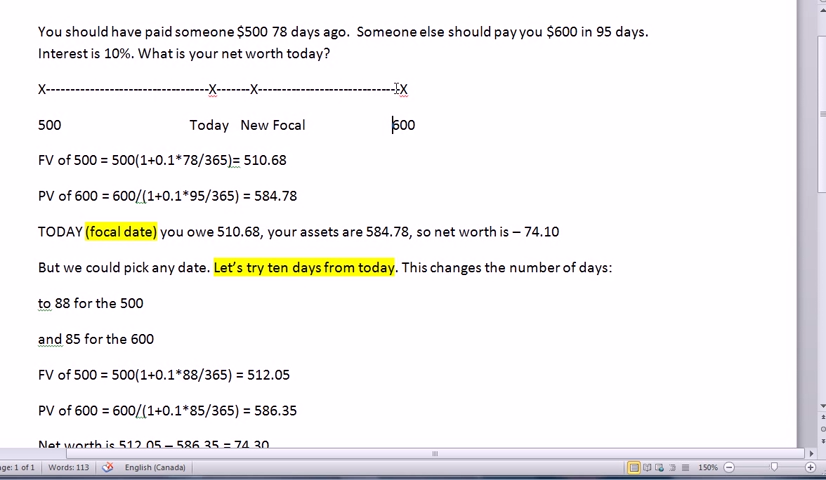 You should have paid someone $500 78 days ago.  Someone else should pay you $600 in 95 days.
Interest is 10%. What is your net worth today?
X----------------------------------X-------X-----------------------------X
500 Today New Focal 600
FV of 500 = 500(1+0.1*78/365)= 510.68
PV of 600 = 600/(1+0.1*95/365) = 584.78
TODAY (focal date) you owe 510.68, your assets are 584.78, so net worth is – 74.10
But we could pick any date. Let's try ten days from today. This changes the number of days:
to 88 for the 500
and 85 for the 600
FV of 500 = 500(1+0.1*88/365) = 512.05
PV of 600 = 600/(1+0.1*85/365) = 586.35
Net worth is 512.05 – 586.35 = 74.30
age: 1 of 1 Words: 113 English (Canada) 150%